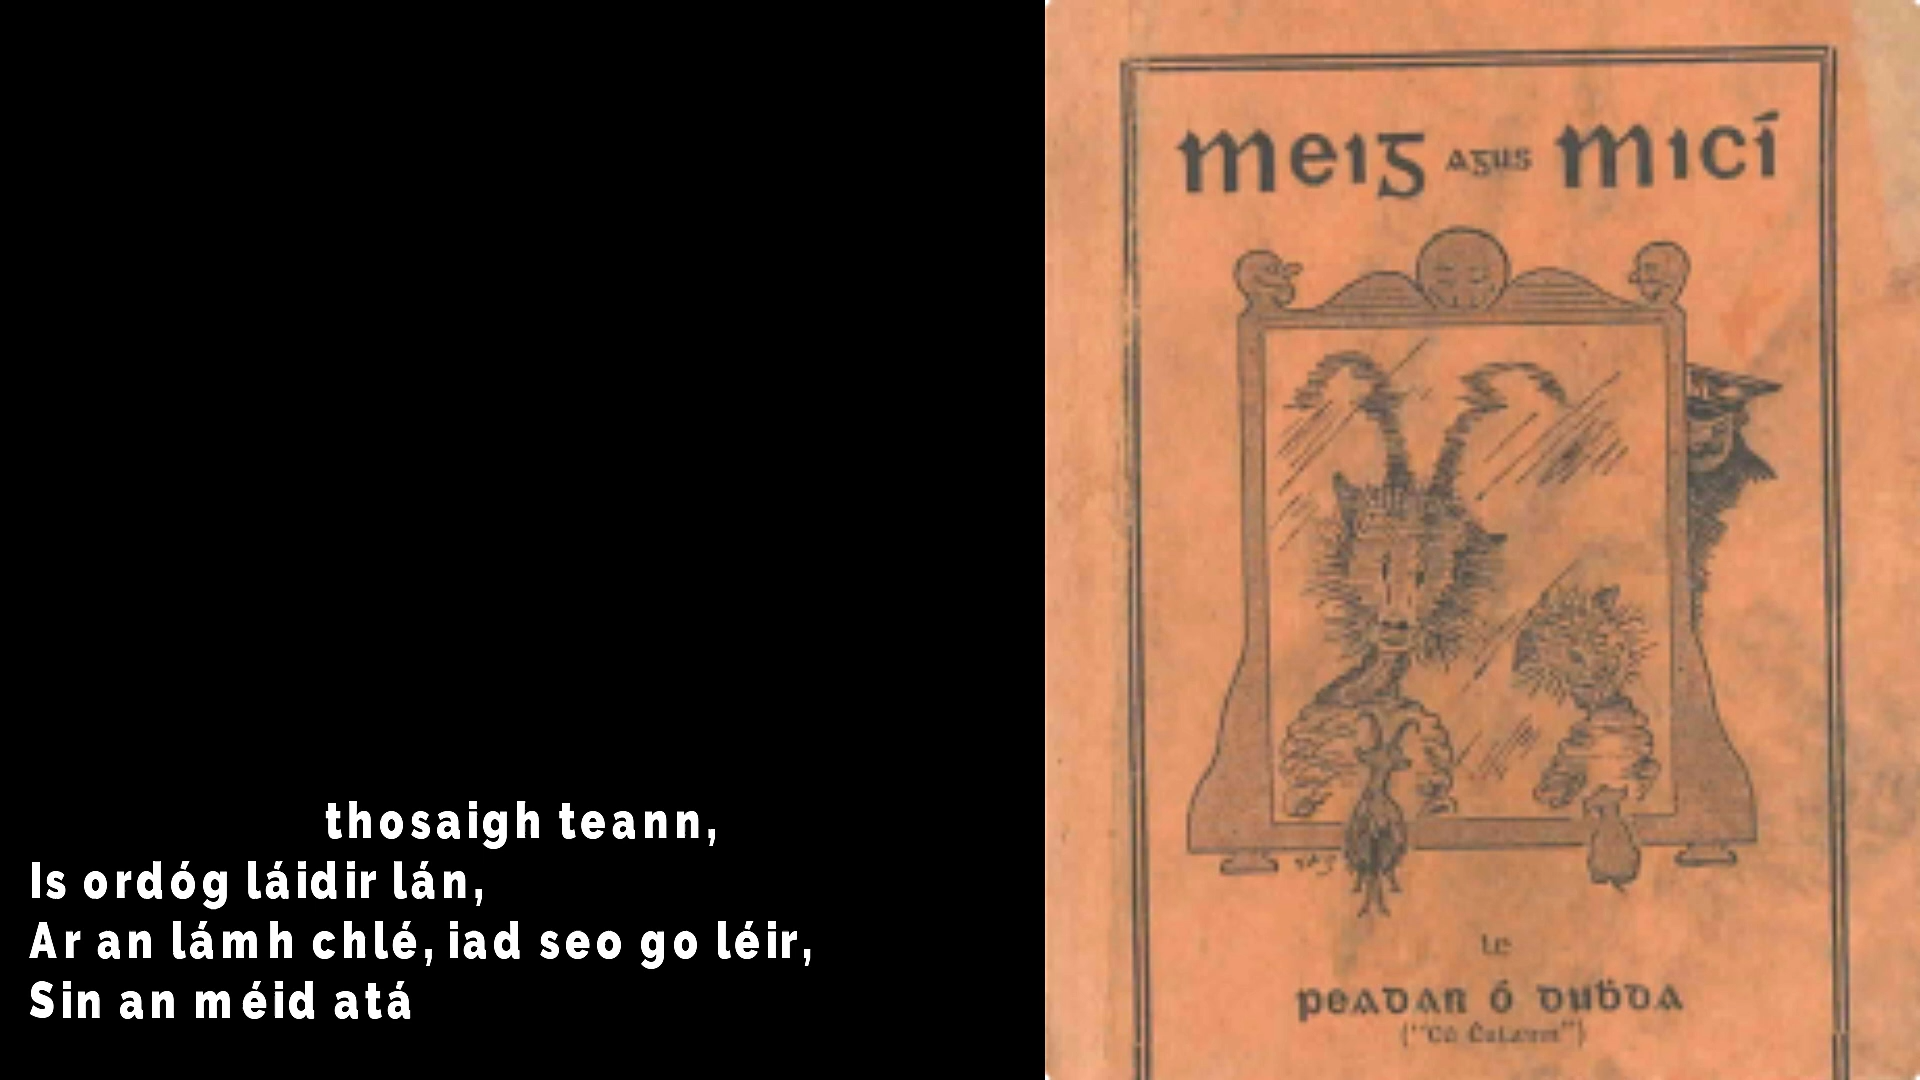 meig agus micí
thosaigh teann,
Is ordóg láidir lán,
Ar an lámh chlé, iad seo go léir,
Sin an méid atá
le
peadar ó duḃda